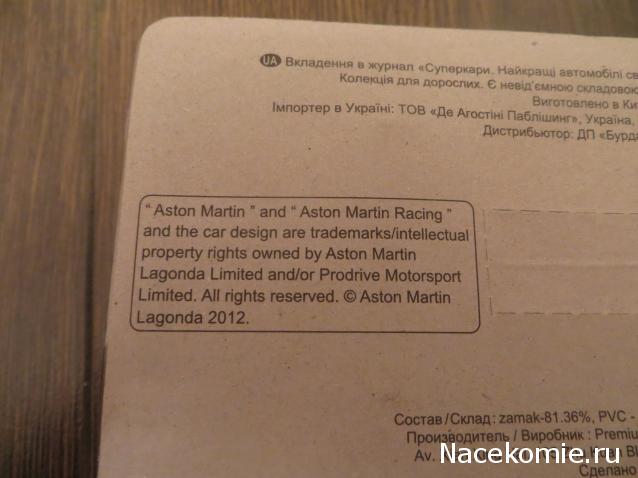 UA Вкладення в журнал «Суперкари. Найкращі автомобілі св
Колекція для дорослих. Є невід’ємною складовою
Виготовлено в Ки
Імпортер в Україні: ТОВ «Де Агостіні Паблішинг», Україна,
Дистрибьютор: ДП «Бурда
“ Aston Martin ” and “ Aston Martin Racing ”
and the car design are trademarks/intellectual
property rights owned by Aston Martin
Lagonda Limited and/or Prodrive Motorsport
Limited. All rights reserved. © Aston Martin
Lagonda 2012.
Состав/Склад: zamak-81.36%, PVC -
Производитель / Виробник : Premium
Av.
Сделано
Nacekomie.ru